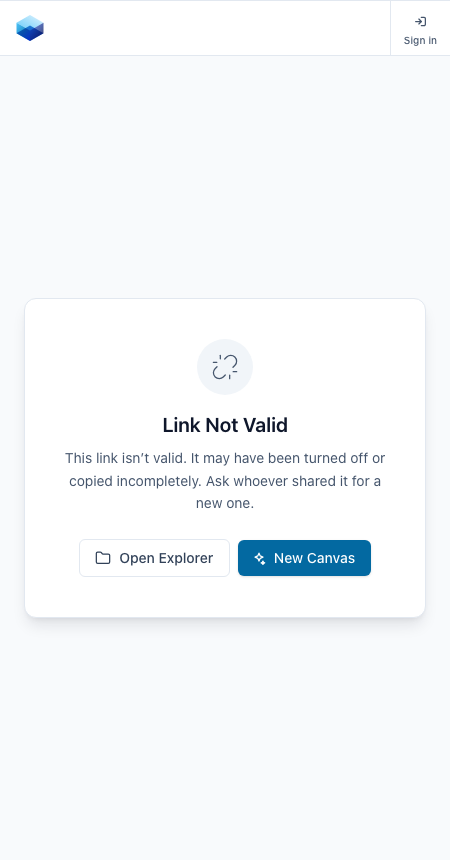 Sign in
Link Not Valid
This link isn’t valid. It may have been turned off or
copied incompletely. Ask whoever shared it for a
new one.
Open Explorer
New Canvas